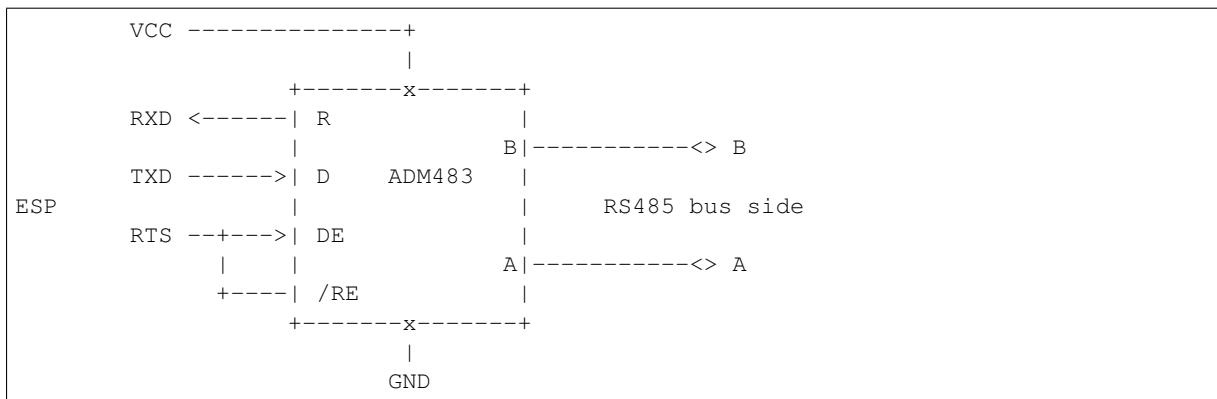 VCC ---------------+
|
+-------x-------+
RXD <------| R |
| B|-----------<> B
TXD ------>| D ADM483 |
ESP | | RS485 bus side
RTS --+--->| DE |
| | A|-----------<> A
+----| /RE |
+-------x-------+
|
GND